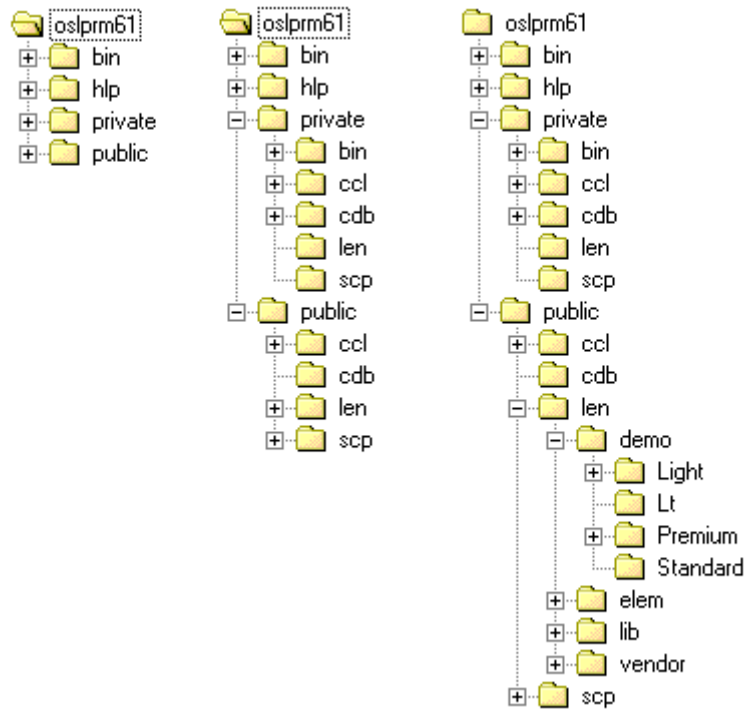 oslprm61
bin
hlp
private
public
oslprm61
bin
hlp
private
bin
ccl
cdb
len
scp
public
ccl
cdb
len
scp
oslprm61
bin
hlp
private
bin
ccl
cdb
len
scp
public
ccl
cdb
len
demo
Light
Lt
Premium
Standard
elem
lib
vendor
scp